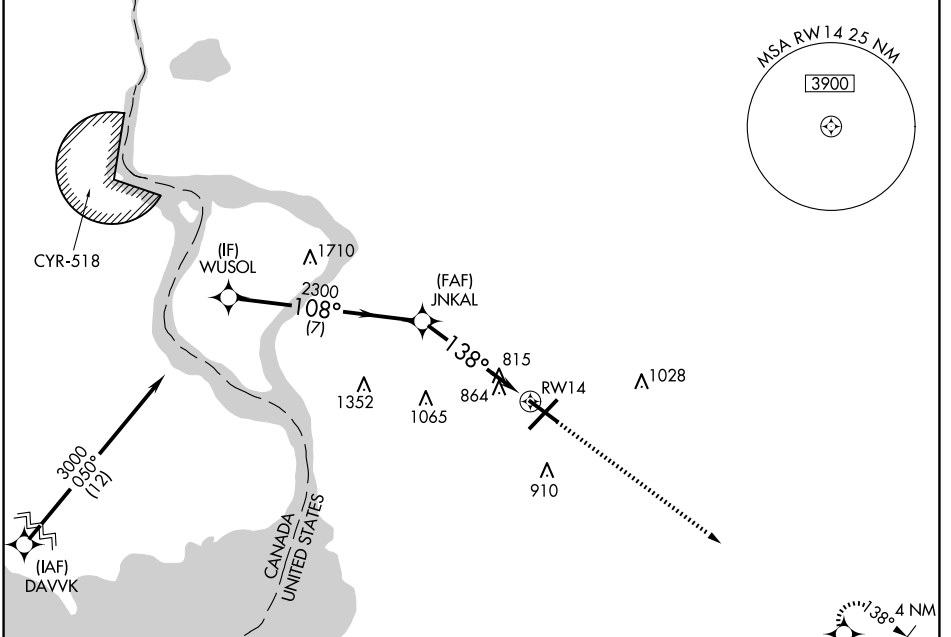 MSA RW14 25 NM
3900
CYR-518
(IF)
WUSOL
1710
2300
108°
(7)
(FAF)
JNKAL
138°
815
864
RW14
1028
1352
1065
910
3000
050°
(12)
(IAF)
DAVVK
CANADA
UNITED STATES
138°
4 NM